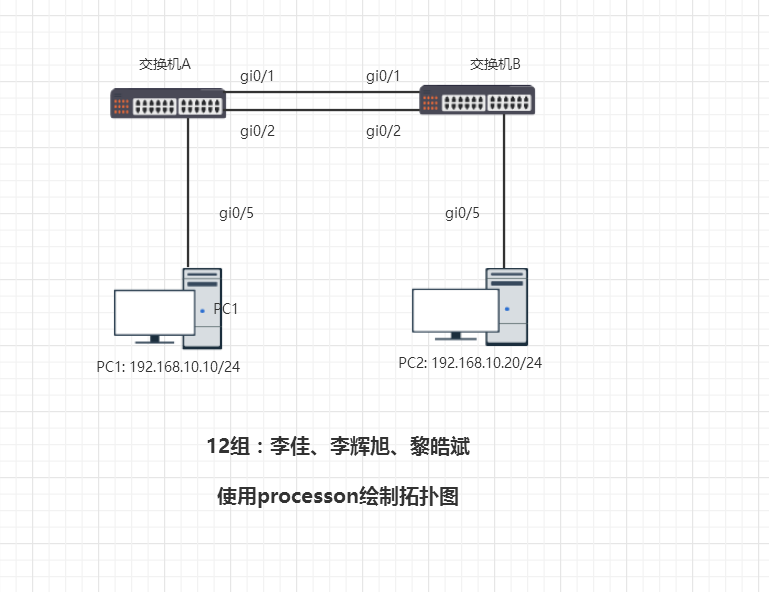 交换机A
交换机B
gi0/1
gi0/1
gi0/2
gi0/2
gi0/5
gi0/5
PC1
PC1: 192.168.10.10/24
PC2: 192.168.10.20/24
12组：李佳、李辉旭、黎皓斌
使用processon绘制拓扑图